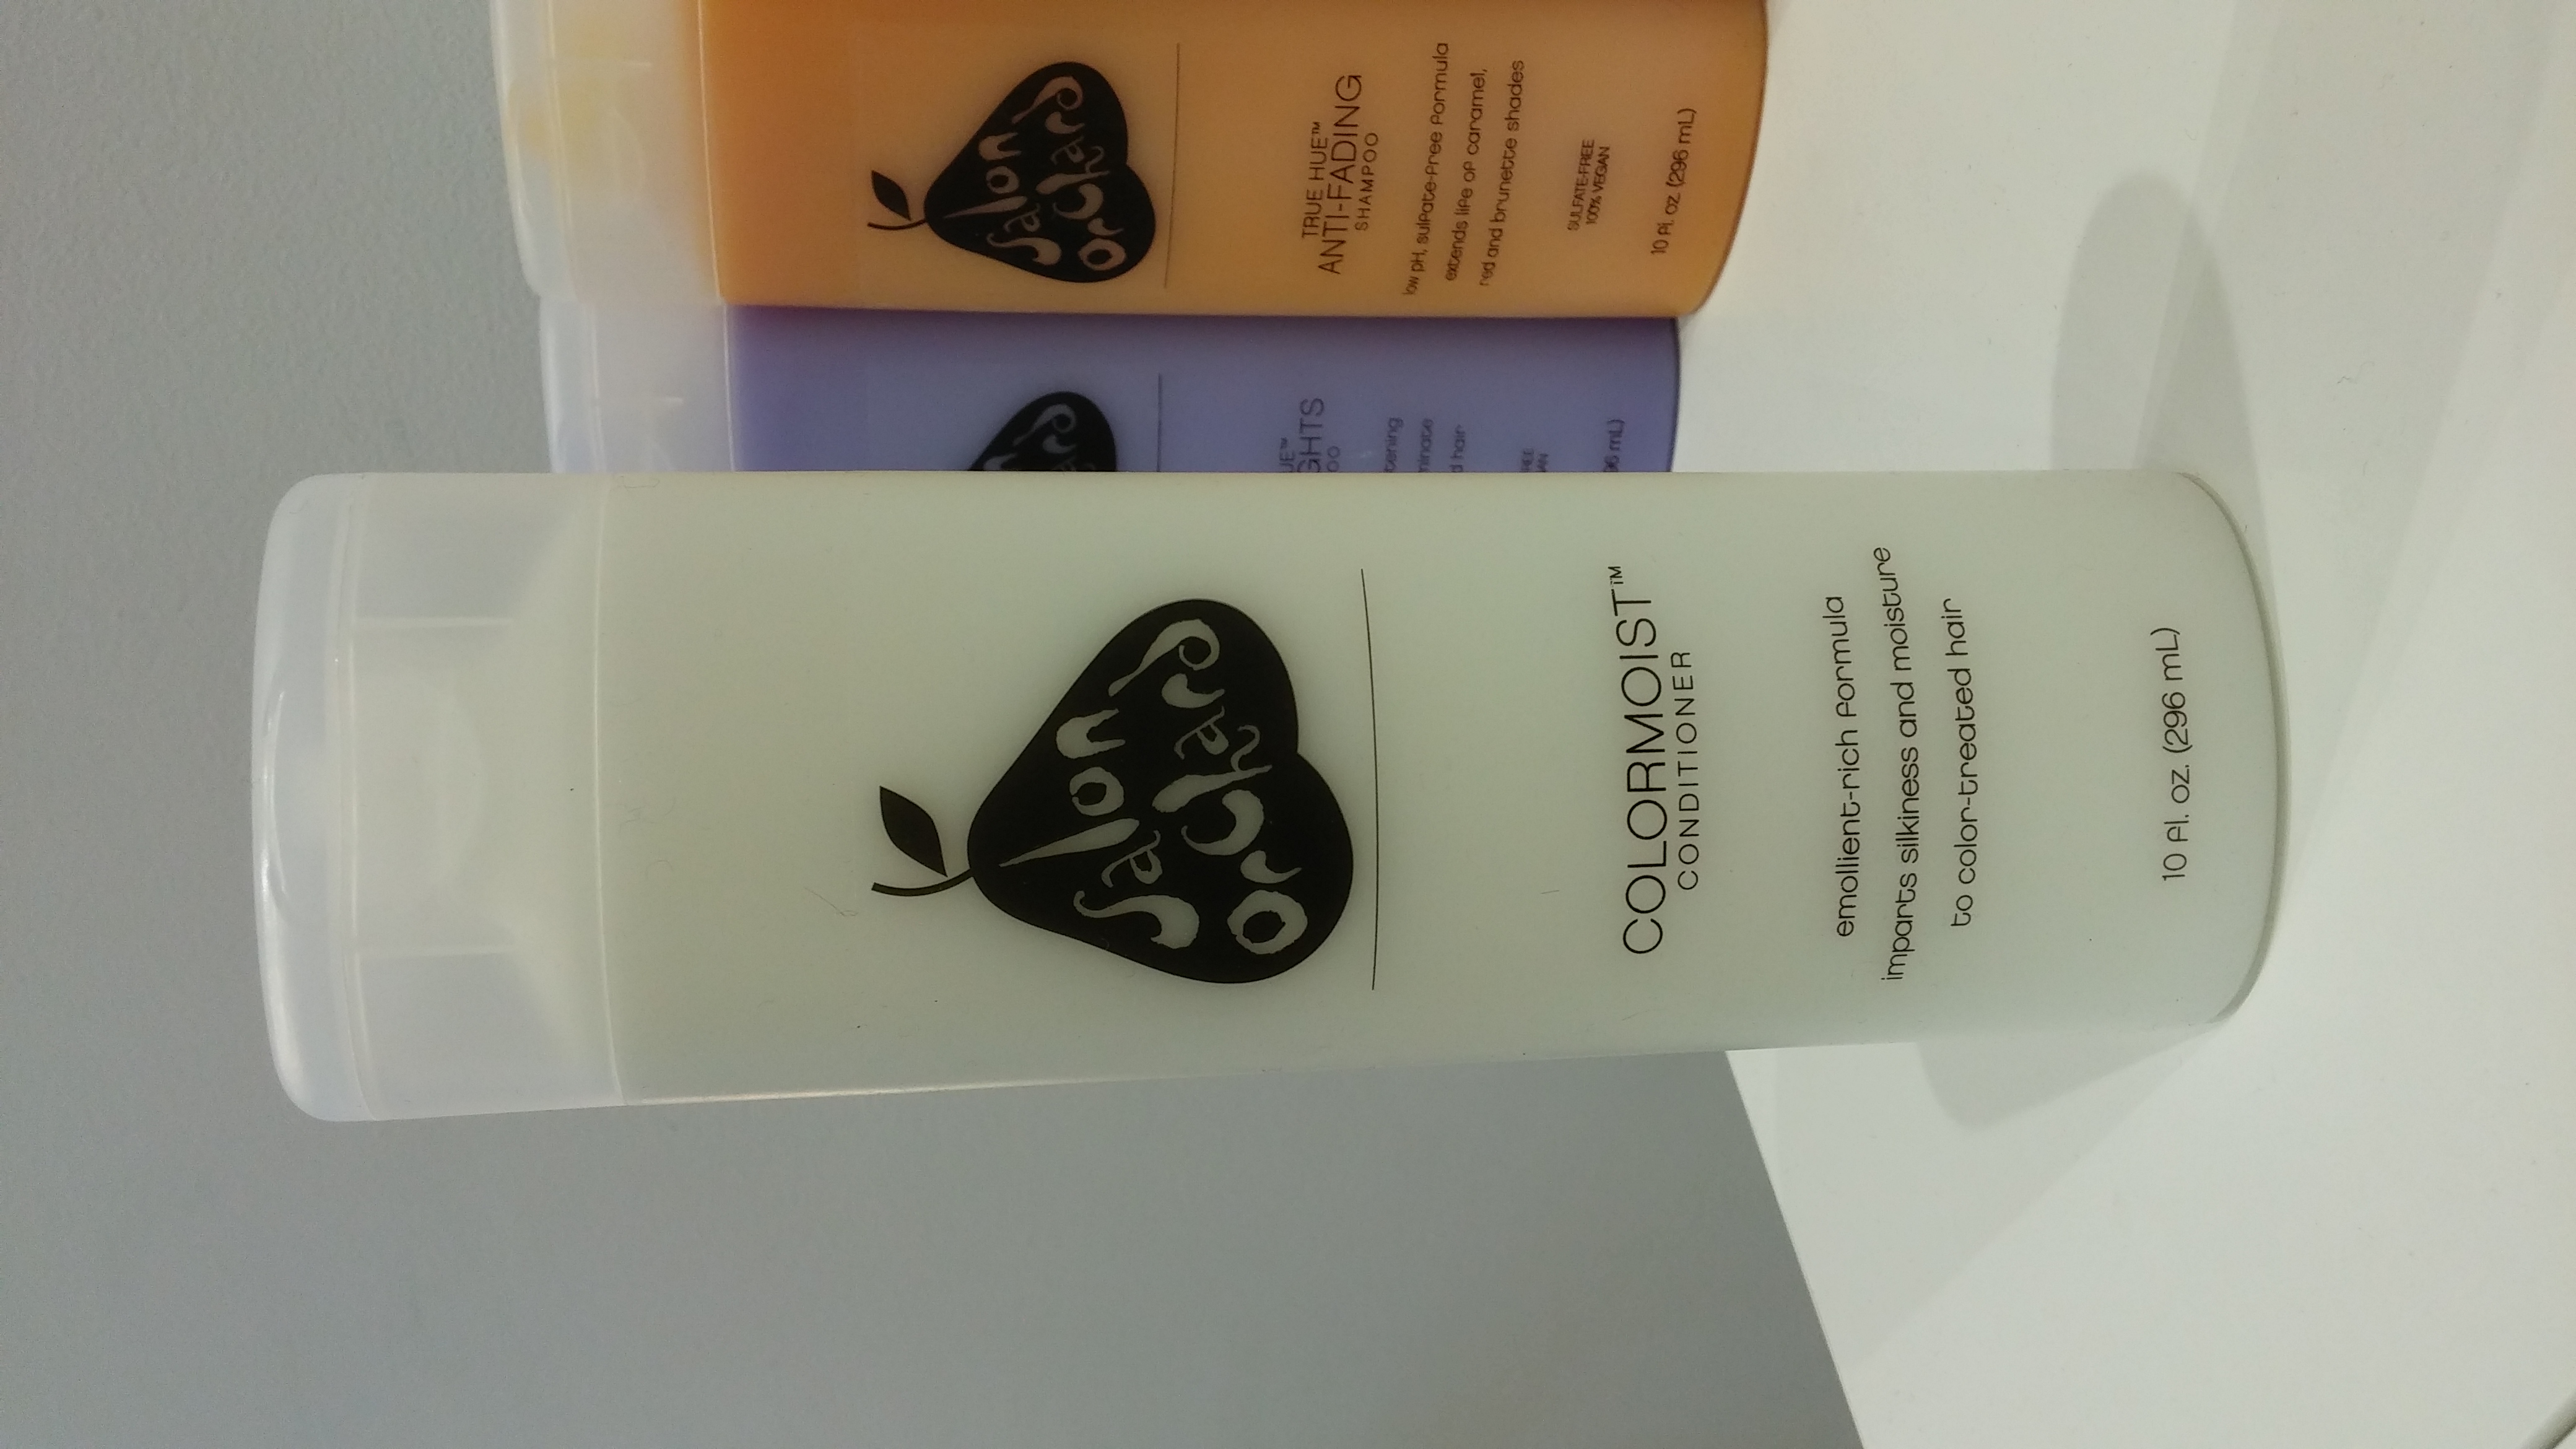 Salon
Orchard
COLORMOIST™
CONDITIONER
emollient-rich formula
imparts silkiness and moisture
to color-treated hair
10 fl. oz. (296 mL)
Salon
Orchard
TRUE HUE™
ANTI-FADING
SHAMPOO
low pH, sulfate-free formula
extends life of caramel,
red and brunette shades
SULFATE-FREE
100% VEGAN
10 fl. oz. (296 mL)
hair
mL)